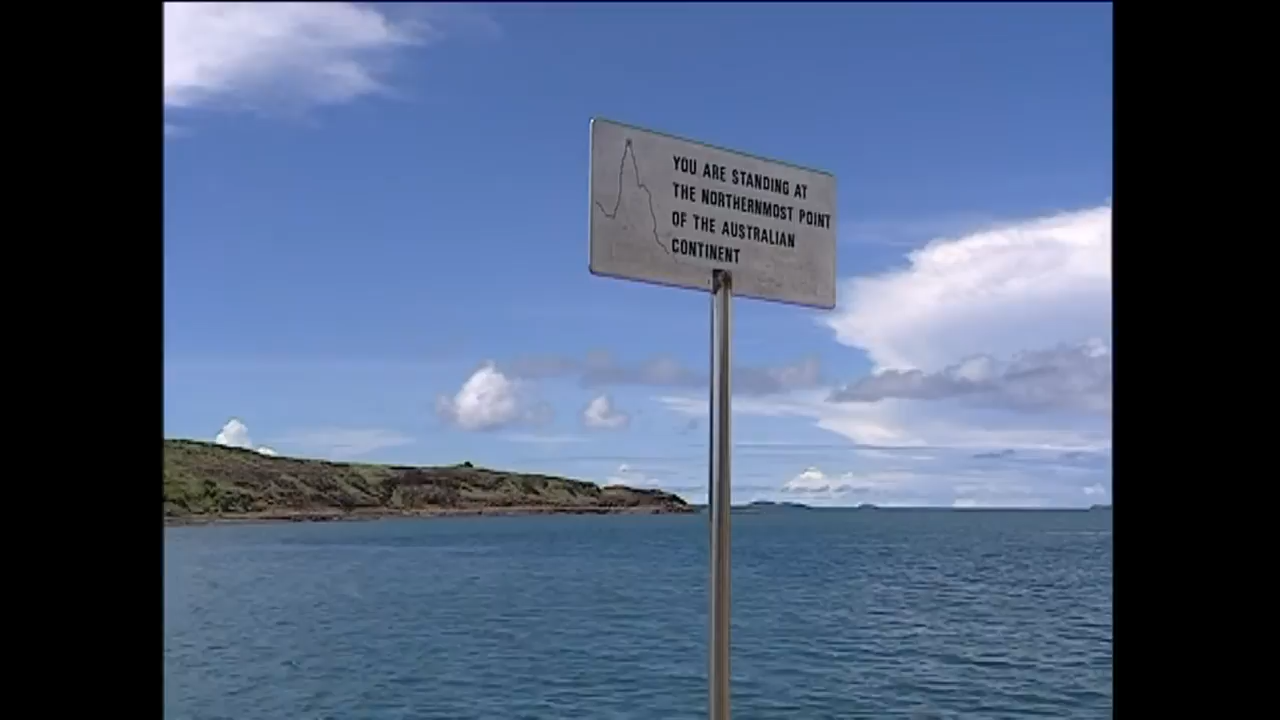 YOU ARE STANDING AT
THE NORTHERNMOST POINT
OF THE AUSTRALIAN
CONTINENT